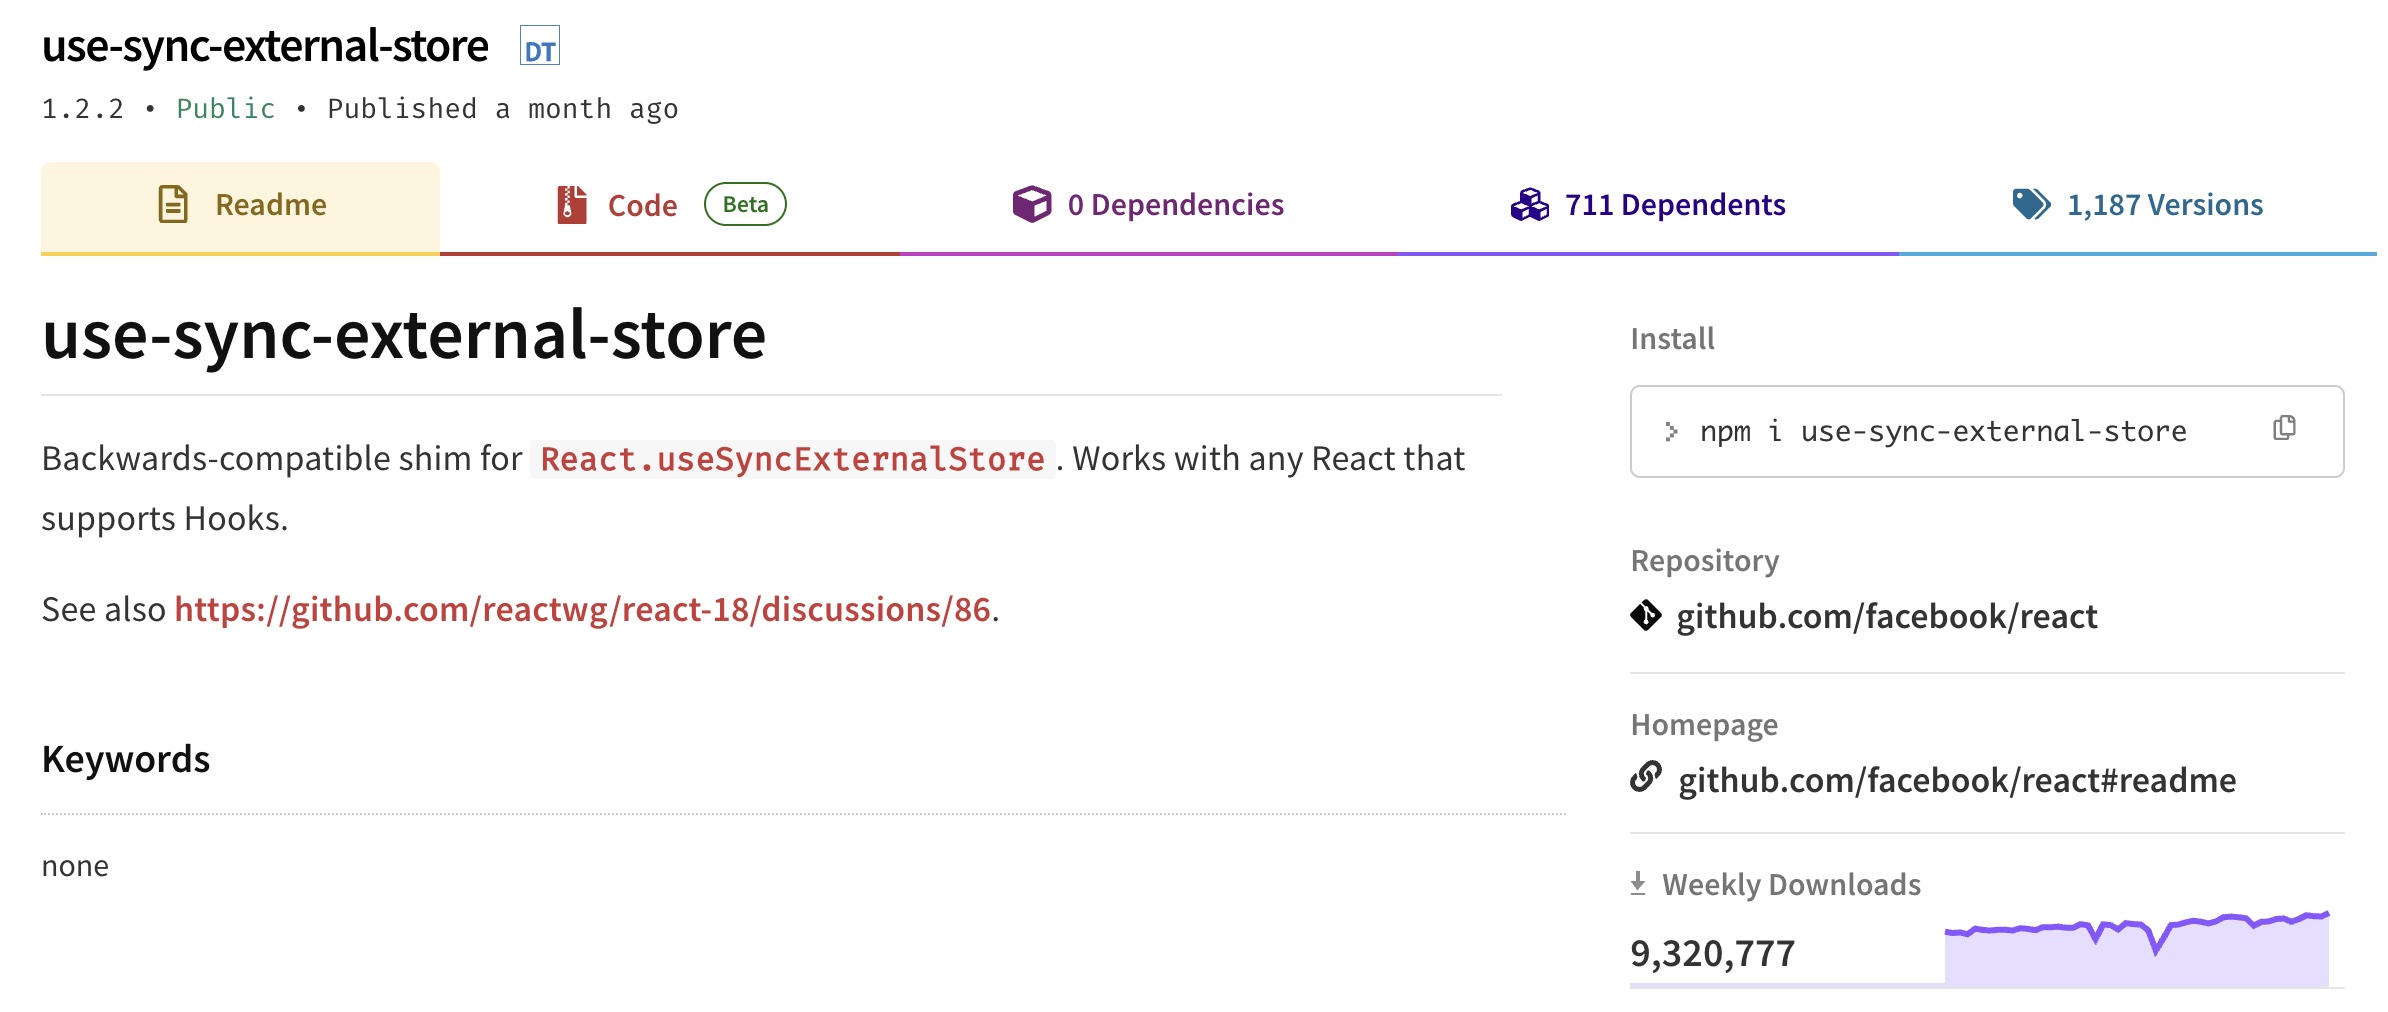 use-sync-external-store DT
1.2.2 • Public • Published a month ago
Readme
Code Beta
0 Dependencies
711 Dependents
1,187 Versions
use-sync-external-store
Backwards-compatible shim for React.useSyncExternalStore. Works with any React that
supports Hooks.
See also https://github.com/reactwg/react-18/discussions/86.
Keywords
none
Install
> npm i use-sync-external-store
Repository
github.com/facebook/react
Homepage
github.com/facebook/react#readme
Weekly Downloads
9,320,777